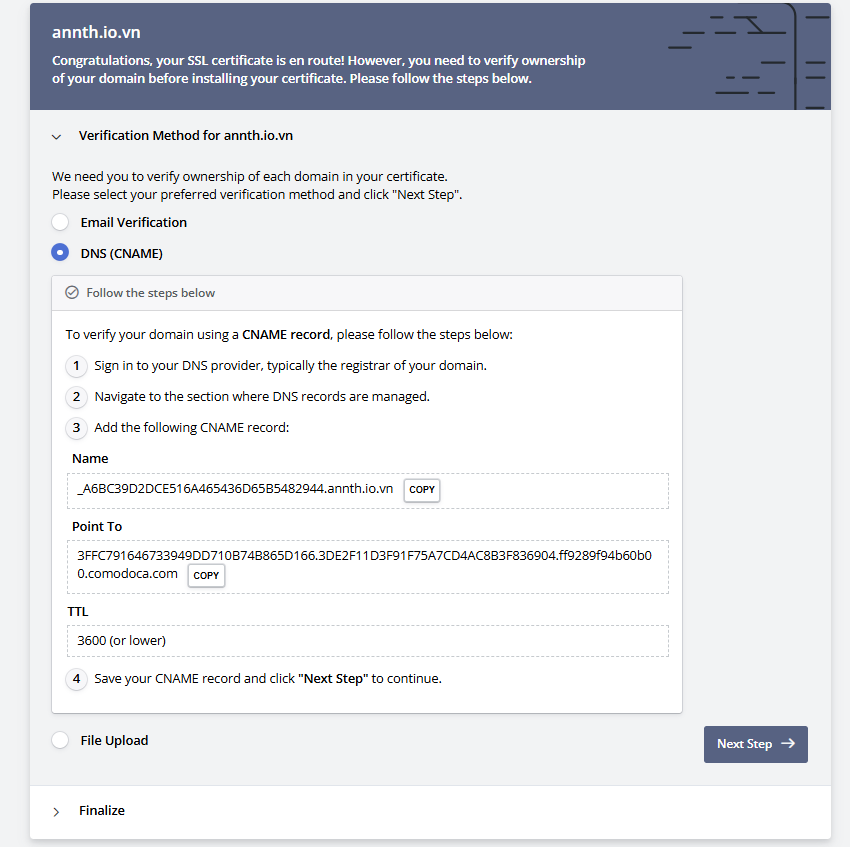 annth.io.vn
Congratulations, your SSL certificate is en route! However, you need to verify ownership
of your domain before installing your certificate. Please follow the steps below.
Verification Method for annth.io.vn
We need you to verify ownership of each domain in your certificate.
Please select your preferred verification method and click "Next Step".
Email Verification
DNS (CNAME)
Follow the steps below
To verify your domain using a CNAME record, please follow the steps below:
1 Sign in to your DNS provider, typically the registrar of your domain.
2 Navigate to the section where DNS records are managed.
3 Add the following CNAME record:
Name
_A6BC39D2DCE516A465436D65B5482944.annth.io.vn COPY
Point To
3FFC791646733949DD710B74B865D166.3DE2F11D3F91F75A7CD4AC8B3F836904.ff9289f94b60b0
0.comodoca.com COPY
TTL
3600 (or lower)
4 Save your CNAME record and click "Next Step" to continue.
File Upload
Next Step
Finalize